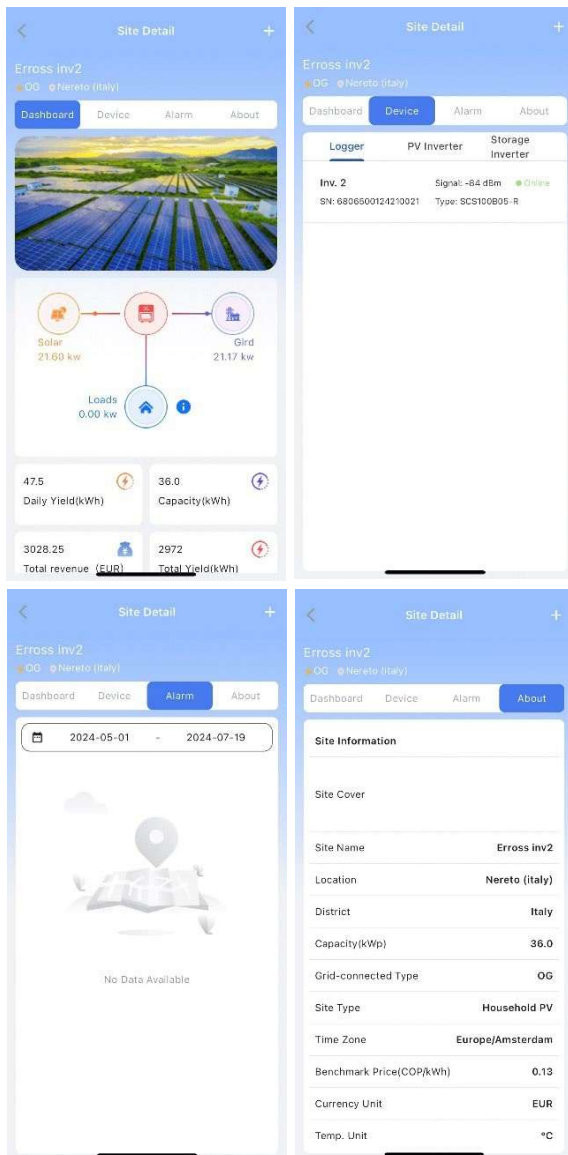 Site Detail
+
Erross inv2
OG Nereto (italy)
Dashboard Device Alarm About
Solar
21.60 kw
Gird
21.17 kw
Loads
0.00 kw
47.5
Daily Yield(kWh)
36.0
Capacity(kWh)
3028.25
Total revenue (EUR)
2972
Total Yield(kWh)
Site Detail
+
Erross inv2
OG Nereto (italy)
Dashboard Device Alarm About
Logger PV Inverter Storage Inverter
Inv. 2 Signal: -84 dBm Online
SN: 6806500124210021 Type: SCS100B05-R
Site Detail
+
Erross inv2
OG Nereto (italy)
Dashboard Device Alarm About
2024-05-01 - 2024-07-19
No Data Available
Site Detail
+
Erross inv2
OG Nereto (italy)
Dashboard Device Alarm About
Site Information
Site Cover
Site Name Erross inv2
Location Nereto (italy)
District Italy
Capacity(kWp) 36.0
Grid-connected Type OG
Site Type Household PV
Time Zone Europe/Amsterdam
Benchmark Price(COP/kWh) 0.13
Currency Unit EUR
Temp. Unit °C